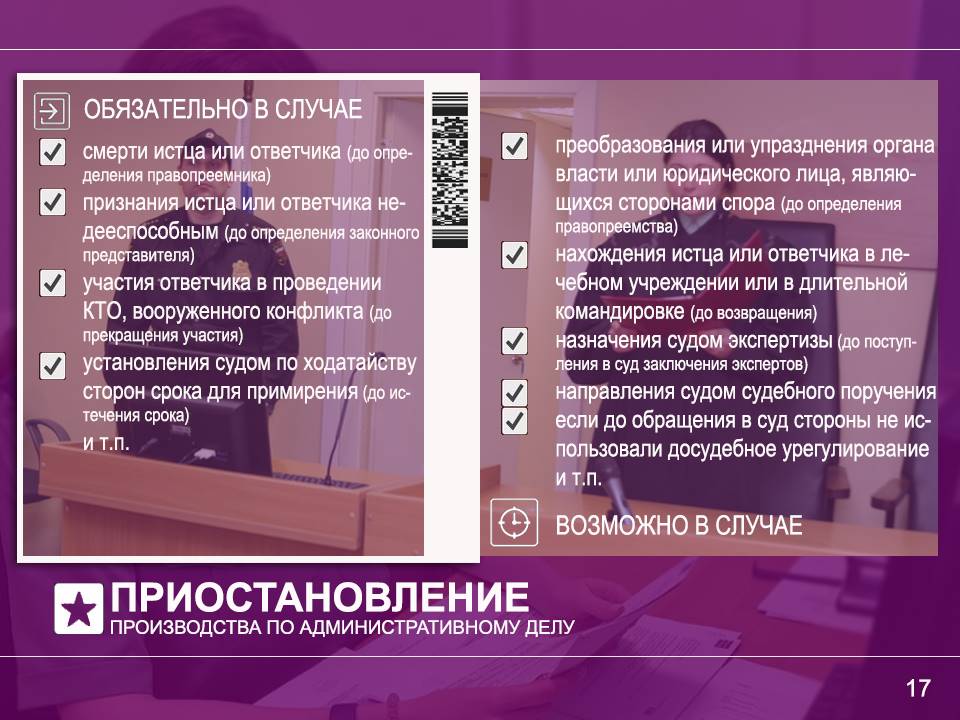 ОБЯЗАТЕЛЬНО В СЛУЧАЕ
смерти истца или ответчика (до опре-
деления правопреемника)
признания истца или ответчика не-
дееспособным (до определения законного
представителя)
участия ответчика в проведении
КТО, вооруженного конфликта (до
прекращения участия)
установления судом по ходатайству
сторон срока для примирения (до ис-
течения срока)
и т.п.
преобразования или упразднения органа
власти или юридического лица, являю-
щихся сторонами спора (до определения
правопреемства)
нахождения истца или ответчика в ле-
чебном учреждении или в длительной
командировке (до возвращения)
назначения судом экспертизы (до поступ-
ления в суд заключения экспертов)
направления судом судебного поручения
если до обращения в суд стороны не ис-
пользовали досудебное урегулирование
и т.п.
ВОЗМОЖНО В СЛУЧАЕ
ПРИОСТАНОВЛЕНИЕ
ПРОИЗВОДСТВА ПО АДМИНИСТРАТИВНОМУ ДЕЛУ
17